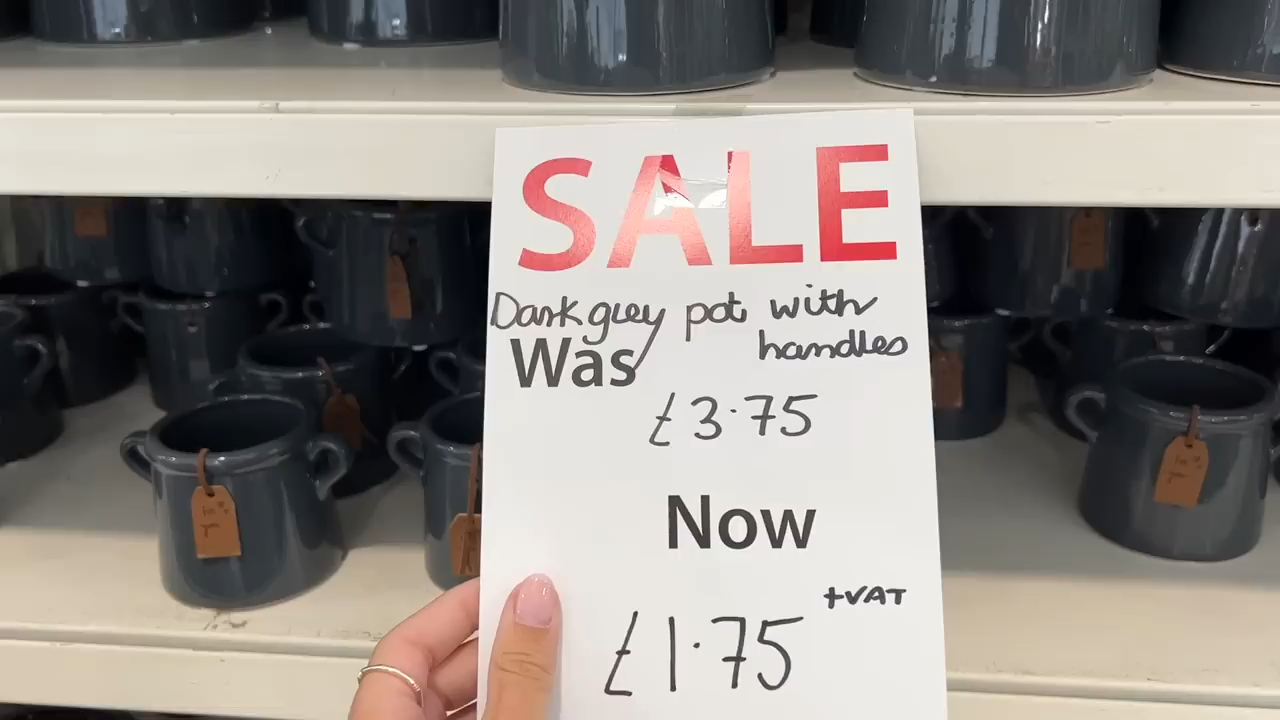 SALE
Dark grey pot with
handles
Was
£3.75
Now
+VAT
£1.75